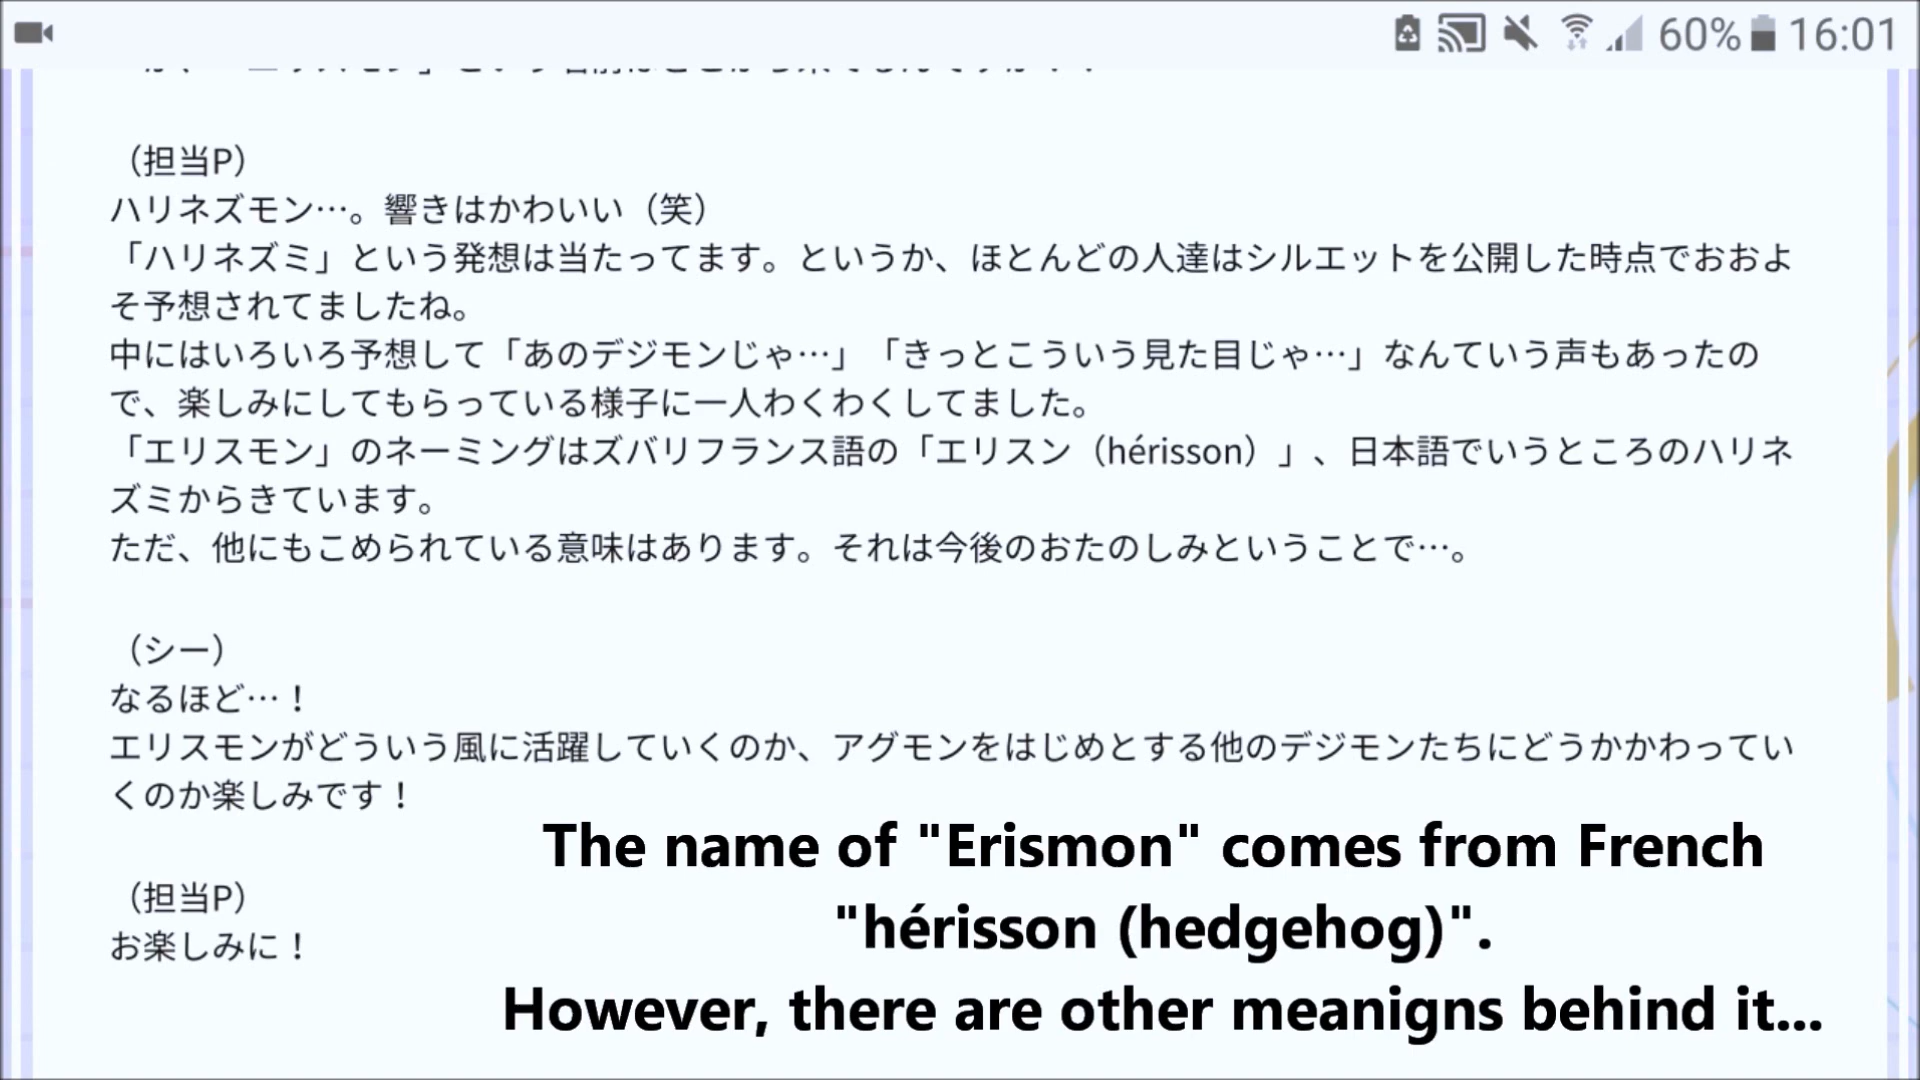 60% 16:01
（担当P）
ハリネズモン…。響きはかわいい（笑）
「ハリネズミ」という発想は当たってます。というか、ほとんどの人達はシルエットを公開した時点でおおよ
そ予想されてましたね。
中にはいろいろ予想して「あのデジモンじゃ…」「きっとこういう見た目じゃ…」なんていう声もあったの
で、楽しみにしてもらっている様子に一人わくわくしてました。
「エリスモン」のネーミングはズバリフランス語の「エリスン（hérisson）」、日本語でいうところのハリネ
ズミからきています。
ただ、他にもこめられている意味はあります。それは今後のおたのしみということで…。
（シー）
なるほど…！
エリスモンがどういう風に活躍していくのか、アグモンをはじめとする他のデジモンたちにどうかかわってい
くのか楽しみです！
（担当P）
お楽しみに！
The name of "Erismon" comes from French
"hérisson (hedgehog)".
However, there are other meanigns behind it...